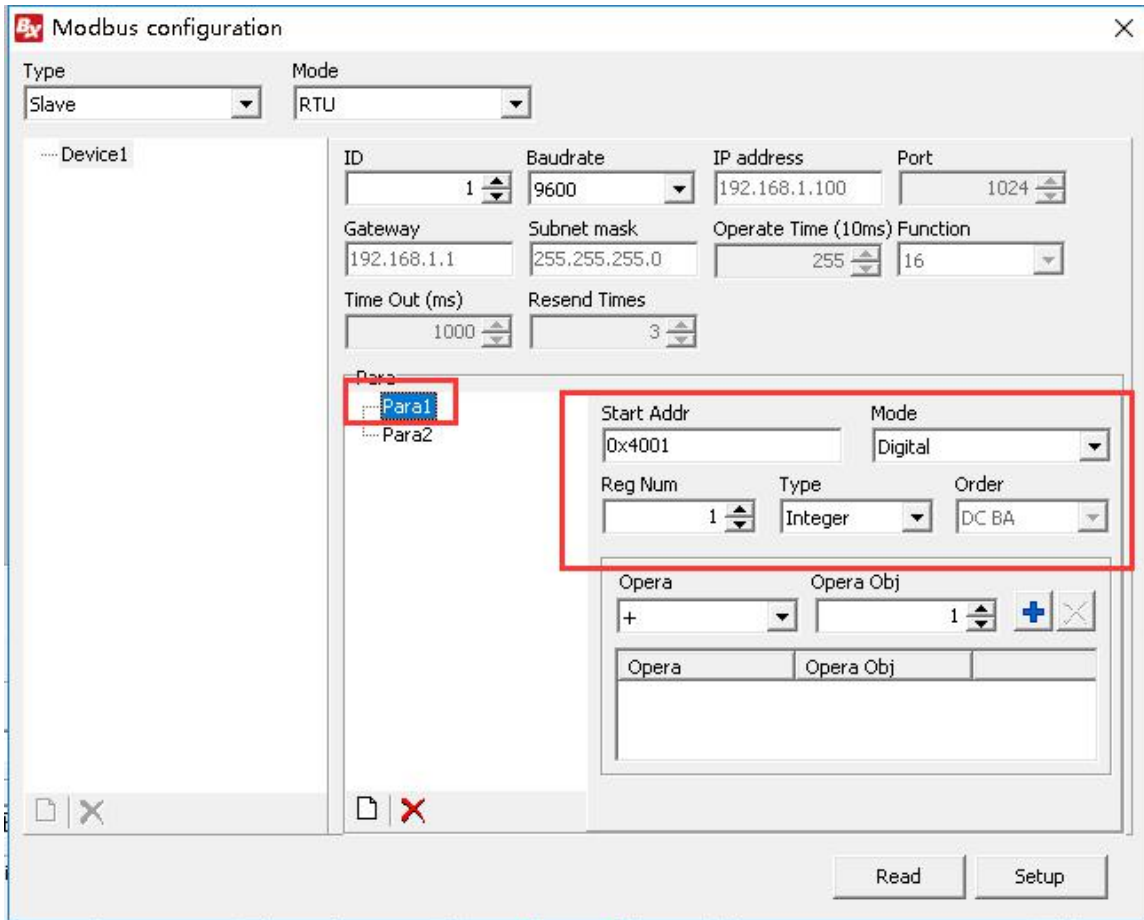 BX Modbus configuration
Type Mode
Slave RTU
Device1
ID Baudrate IP address Port
1 9600 192.168.1.100 1024
Gateway Subnet mask Operate Time (10ms) Function
192.168.1.1 255.255.255.0 255 16
Time Out (ms) Resend Times
1000 3
Para
Para1
Para2
Start Addr Mode
0x4001 Digital
Reg Num Type Order
1 Integer DC BA
Opera Opera Obj
+ 1
Opera Opera Obj
Read Setup